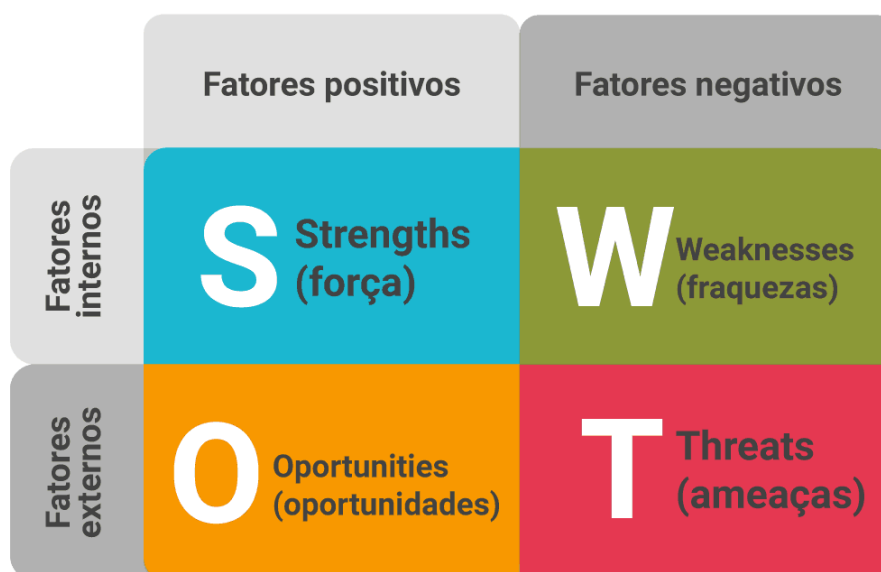 Fatores positivos
Fatores negativos
Fatores
internos
S
Strengths
(força)
W
Weaknesses
(fraquezas)
Fatores
externos
O
Oportunities
(oportunidades)
T
Threats
(ameaças)